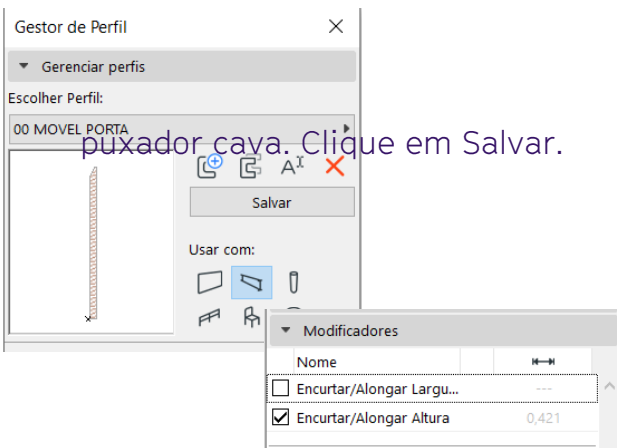 Gestor de Perfil
Gerenciar perfis
Escolher Perfil:
00 MOVEL PORTA
puxador cava. Clique em Salvar.
Salvar
Usar com:
Modificadores
Nome
Encurtar/Alongar Largu... ---
Encurtar/Alongar Altura 0,421